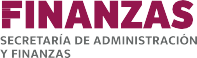 FINANZAS
SECRETARÍA DE ADMINISTRACIÓN
Y FINANZAS